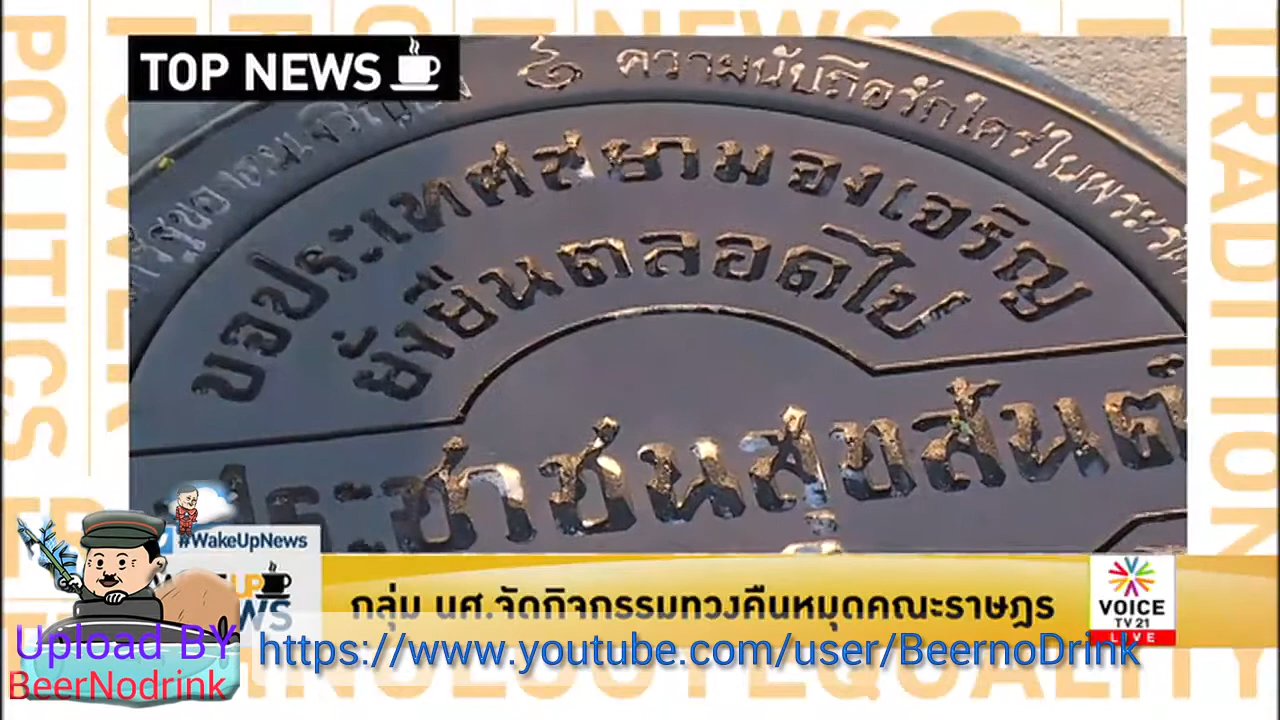 TOP NEWS
ความนับถือรักใคร่ในพระรั
ขอประเทศสยามจงเจริญ
ยั่งยืนตลอดไป
ประชาชนสุขสันต์
#WakeUpNews
กลุ่ม นศ.จัดกิจกรรมทวงคืนหมุดคณะราษฎร
VOICE
TV 21
LIVE
Upload BY
BeerNodrink
https://www.youtube.com/user/BeernoDrink
POLITICS
POWER
TRADITION
EQUALITY